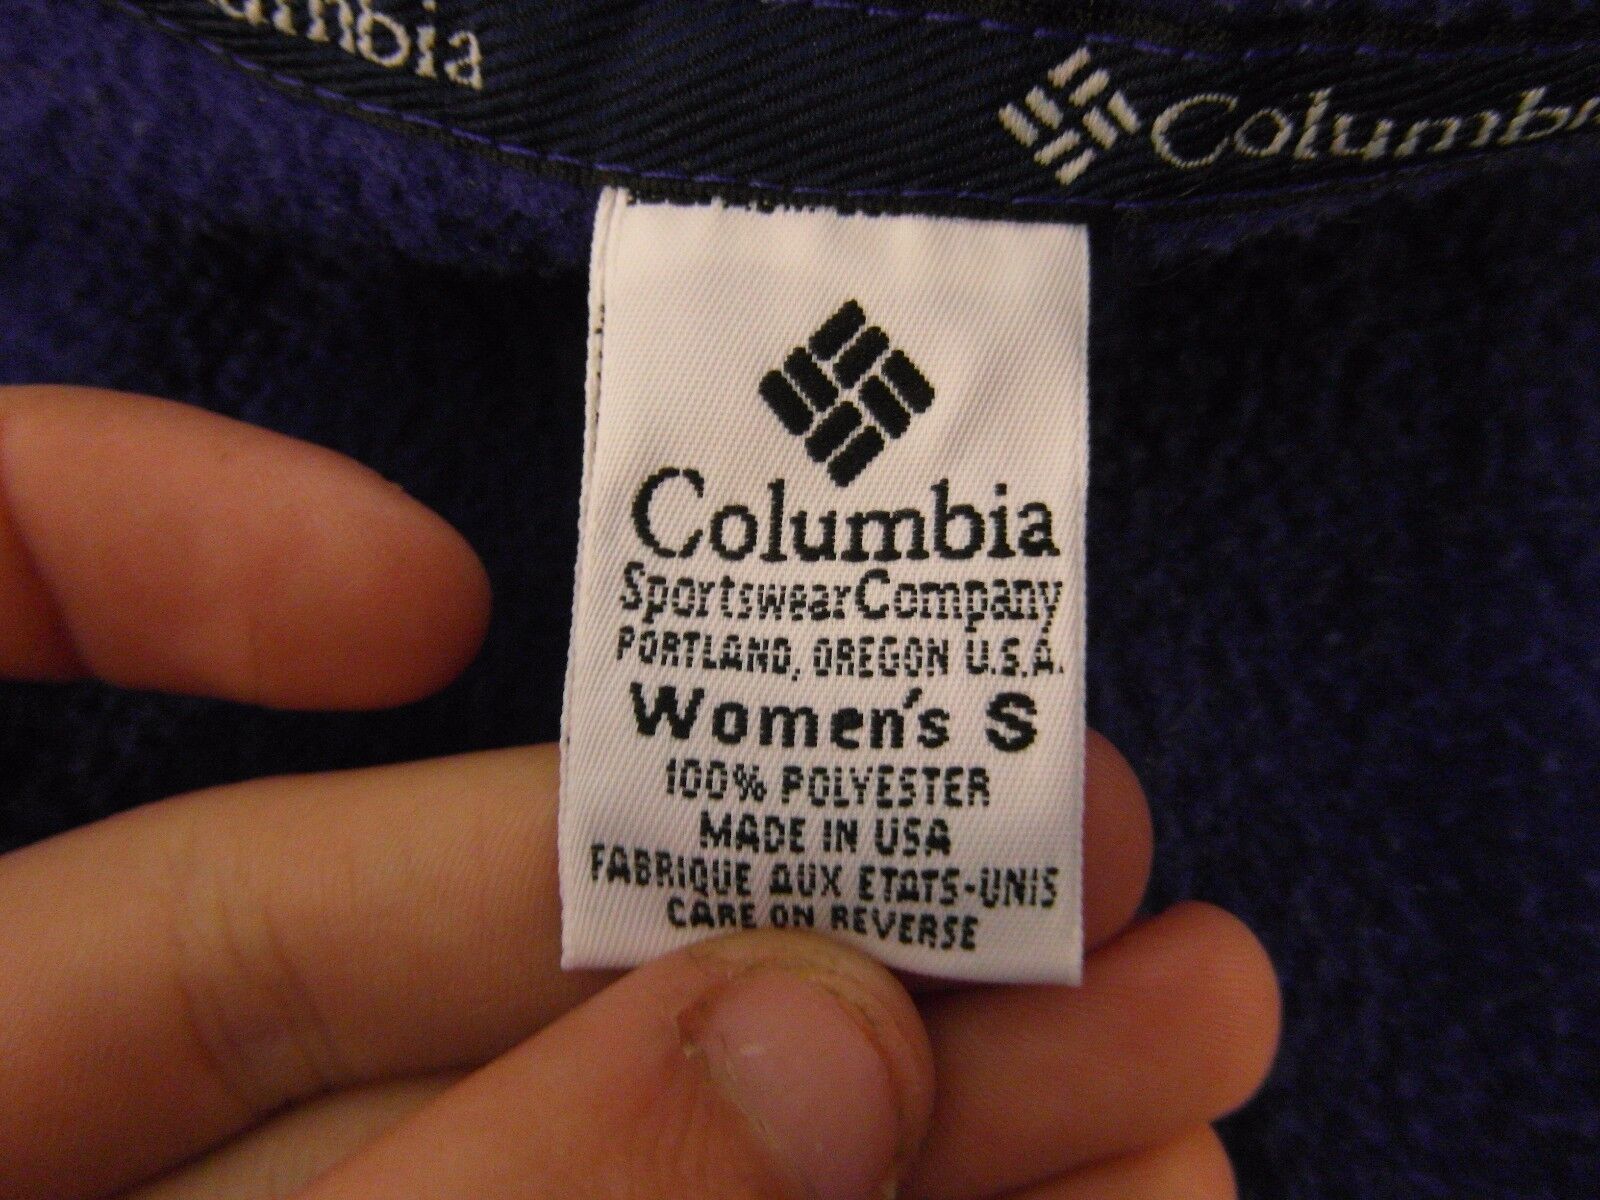 umbia
Columbia
Columbia
Sportswear Company
PORTLAND, OREGON U.S.A.
Women's S
100% POLYESTER
MADE IN USA
FABRIQUE AUX ETATS-UNIS
CARE ON REVERSE